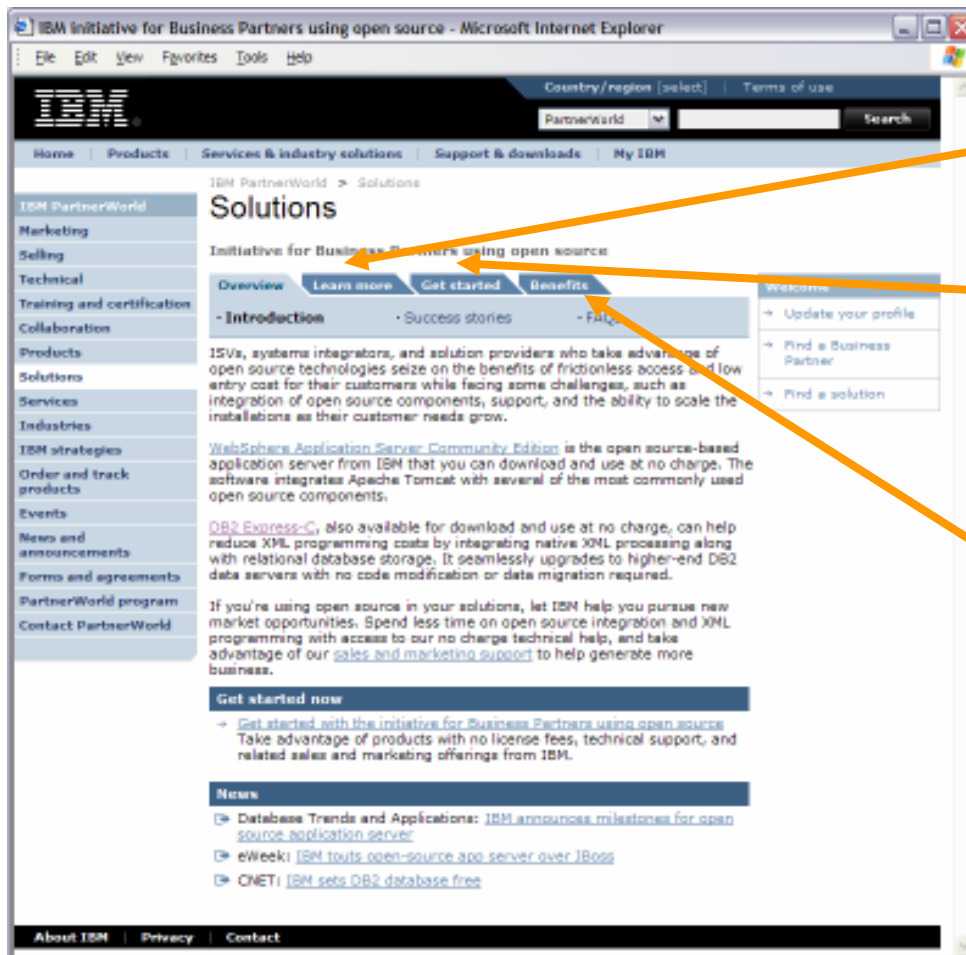 IBM initiative for Business Partners using open source - Microsoft Internet Explorer
File Edit View Favorites Tools Help
Country/region [select] | Terms of use
IBM
PartnerWorld Search
Home | Products | Services & industry solutions | Support & downloads | My IBM
IBM PartnerWorld > Solutions
Solutions
IBM PartnerWorld
Marketing
Selling
Technical
Training and certification
Collaboration
Products
Solutions
Services
Industries
IBM strategies
Order and track
products
Events
News and
announcements
Forms and agreements
PartnerWorld program
Contact PartnerWorld
Initiative for Business Partners using open source
Overview Learn more Get started Benefits
· Introduction · Success stories · FAQs
ISVs, systems integrators, and solution providers who take advantage of
open source technologies seize on the benefits of frictionless access and low
entry cost for their customers while facing some challenges, such as
integration of open source components, support, and the ability to scale the
installations as their customer needs grow.
WebSphere Application Server Community Edition is the open source-based
application server from IBM that you can download and use at no charge. The
software integrates Apache Tomcat with several of the most commonly used
open source components.
DB2 Express-C, also available for download and use at no charge, can help
reduce XML programming costs by integrating native XML processing along
with relational database storage. It seamlessly upgrades to higher-end DB2
data servers with no code modification or data migration required.
If you're using open source in your solutions, let IBM help you pursue new
market opportunities. Spend less time on open source integration and XML
programming with access to our no charge technical help, and take
advantage of our sales and marketing support to help generate more
business.
Get started now
→ Get started with the initiative for Business Partners using open source
Take advantage of products with no license fees, technical support, and
related sales and marketing offerings from IBM.
News
Database Trends and Applications: IBM announces milestones for open
source application server
eWeek: IBM touts open-source app server over JBoss
CNET: IBM sets DB2 database free
Welcome
→ Update your profile
→ Find a Business
Partner
→ Find a solution
About IBM | Privacy | Contact